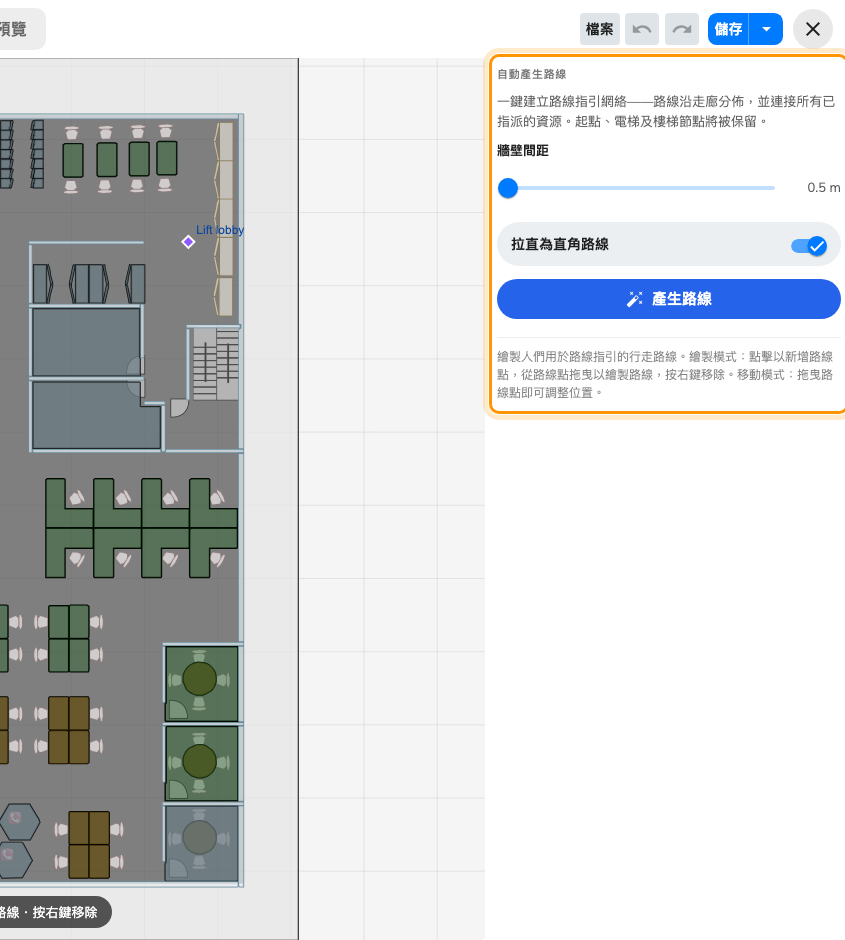 預覽
檔案
儲存
自動產生路線
一鍵建立路線指引網絡——路線沿走廊分佈，並連接所有已
指派的資源。起點、電梯及樓梯節點將被保留。
牆壁間距
0.5 m
拉直為直角路線
產生路線
繪製人們用於路線指引的行走路線。繪製模式：點擊以新增路線
點，從路線點拖曳以繪製路線，按右鍵移除。移動模式：拖曳路
線點即可調整位置。
Lift lobby
路線 · 按右鍵移除